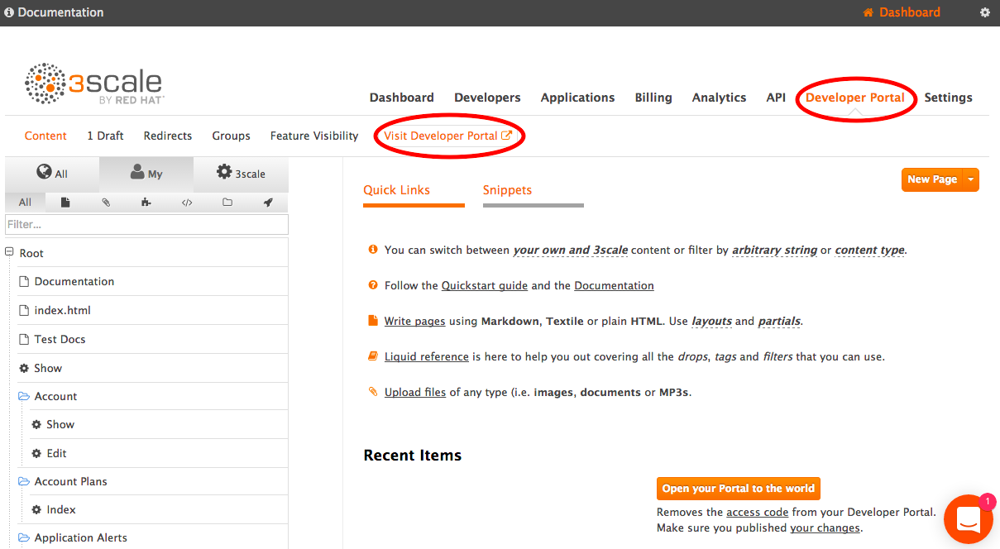 Documentation
Dashboard
3scale
BY RED HAT
Dashboard Developers Applications Billing Analytics API Developer Portal Settings
Content 1 Draft Redirects Groups Feature Visibility Visit Developer Portal
All My 3scale
All </>
Filter...
Root
Documentation
index.html
Test Docs
Show
Account
Show
Edit
Account Plans
Index
Application Alerts
Quick Links Snippets
New Page
You can switch between your own and 3scale content or filter by arbitrary string or content type.
Follow the Quickstart guide and the Documentation
Write pages using Markdown, Textile or plain HTML. Use layouts and partials.
Liquid reference is here to help you out covering all the drops, tags and filters that you can use.
Upload files of any type (i.e. images, documents or MP3s.
Recent Items
Open your Portal to the world
Removes the access code from your Developer Portal.
Make sure you published your changes.
1